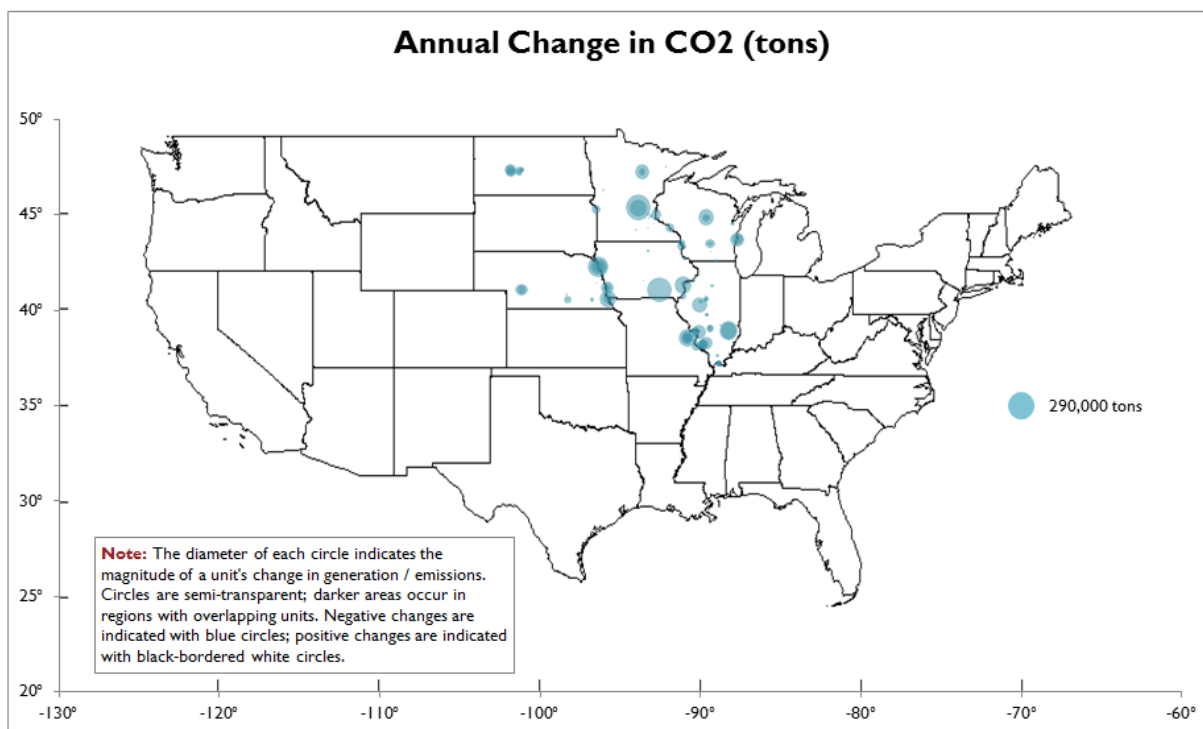 Annual Change in CO2 (tons)
50°
45°
40°
35°
30°
25°
20°
290,000 tons
Note: The diameter of each circle indicates the
magnitude of a unit's change in generation / emissions.
Circles are semi-transparent; darker areas occur in
regions with overlapping units. Negative changes are
indicated with blue circles; positive changes are indicated
with black-bordered white circles.
-130° -120° -110° -100° -90° -80° -70° -60°